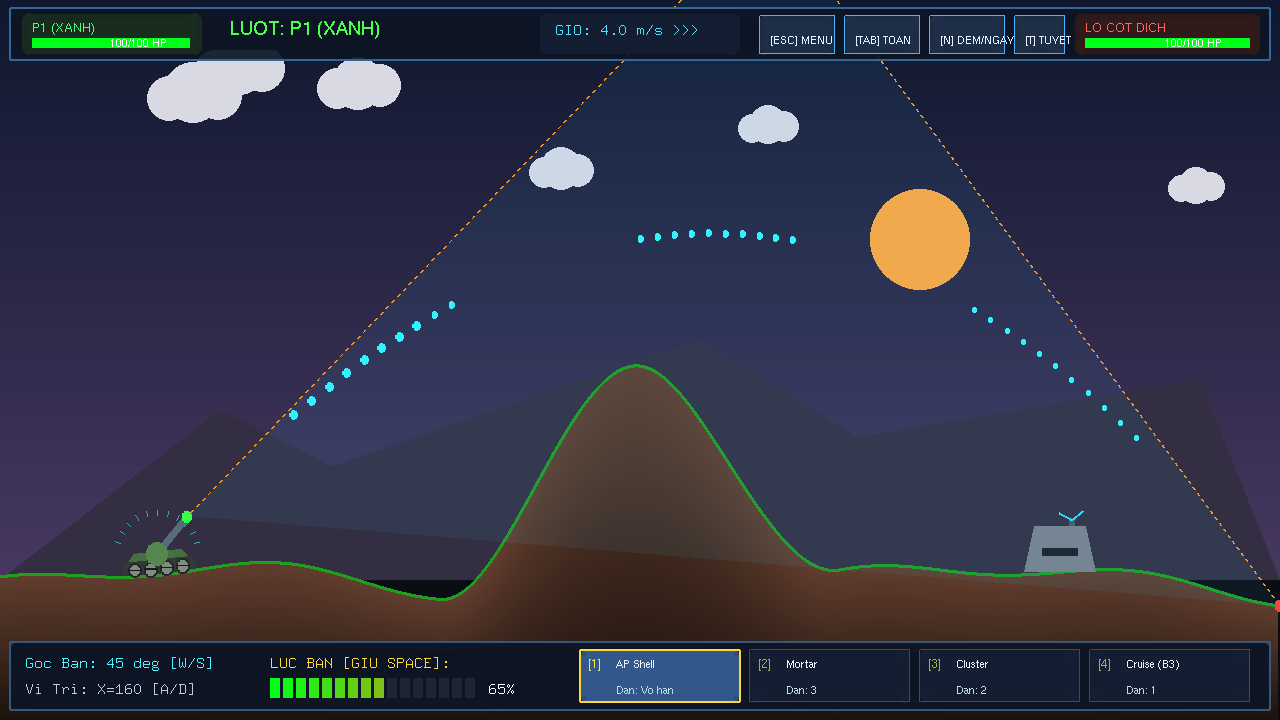 P1 (XANH)
100/100 HP
LUOT: P1 (XANH)
GIO: 4.0 m/s >>>
[ESC] MENU
[TAB] TOAN
[N] DEM/NGAY
[T] TUYET
LO COT DICH
100/100 HP
Goc Ban: 45 deg [W/S]
Vi Tri: X=160 [A/D]
LUC BAN [GIU SPACE]:
65%
[1] AP Shell
Dan: Vo han
[2] Mortar
Dan: 3
[3] Cluster
Dan: 2
[4] Cruise (B3)
Dan: 1